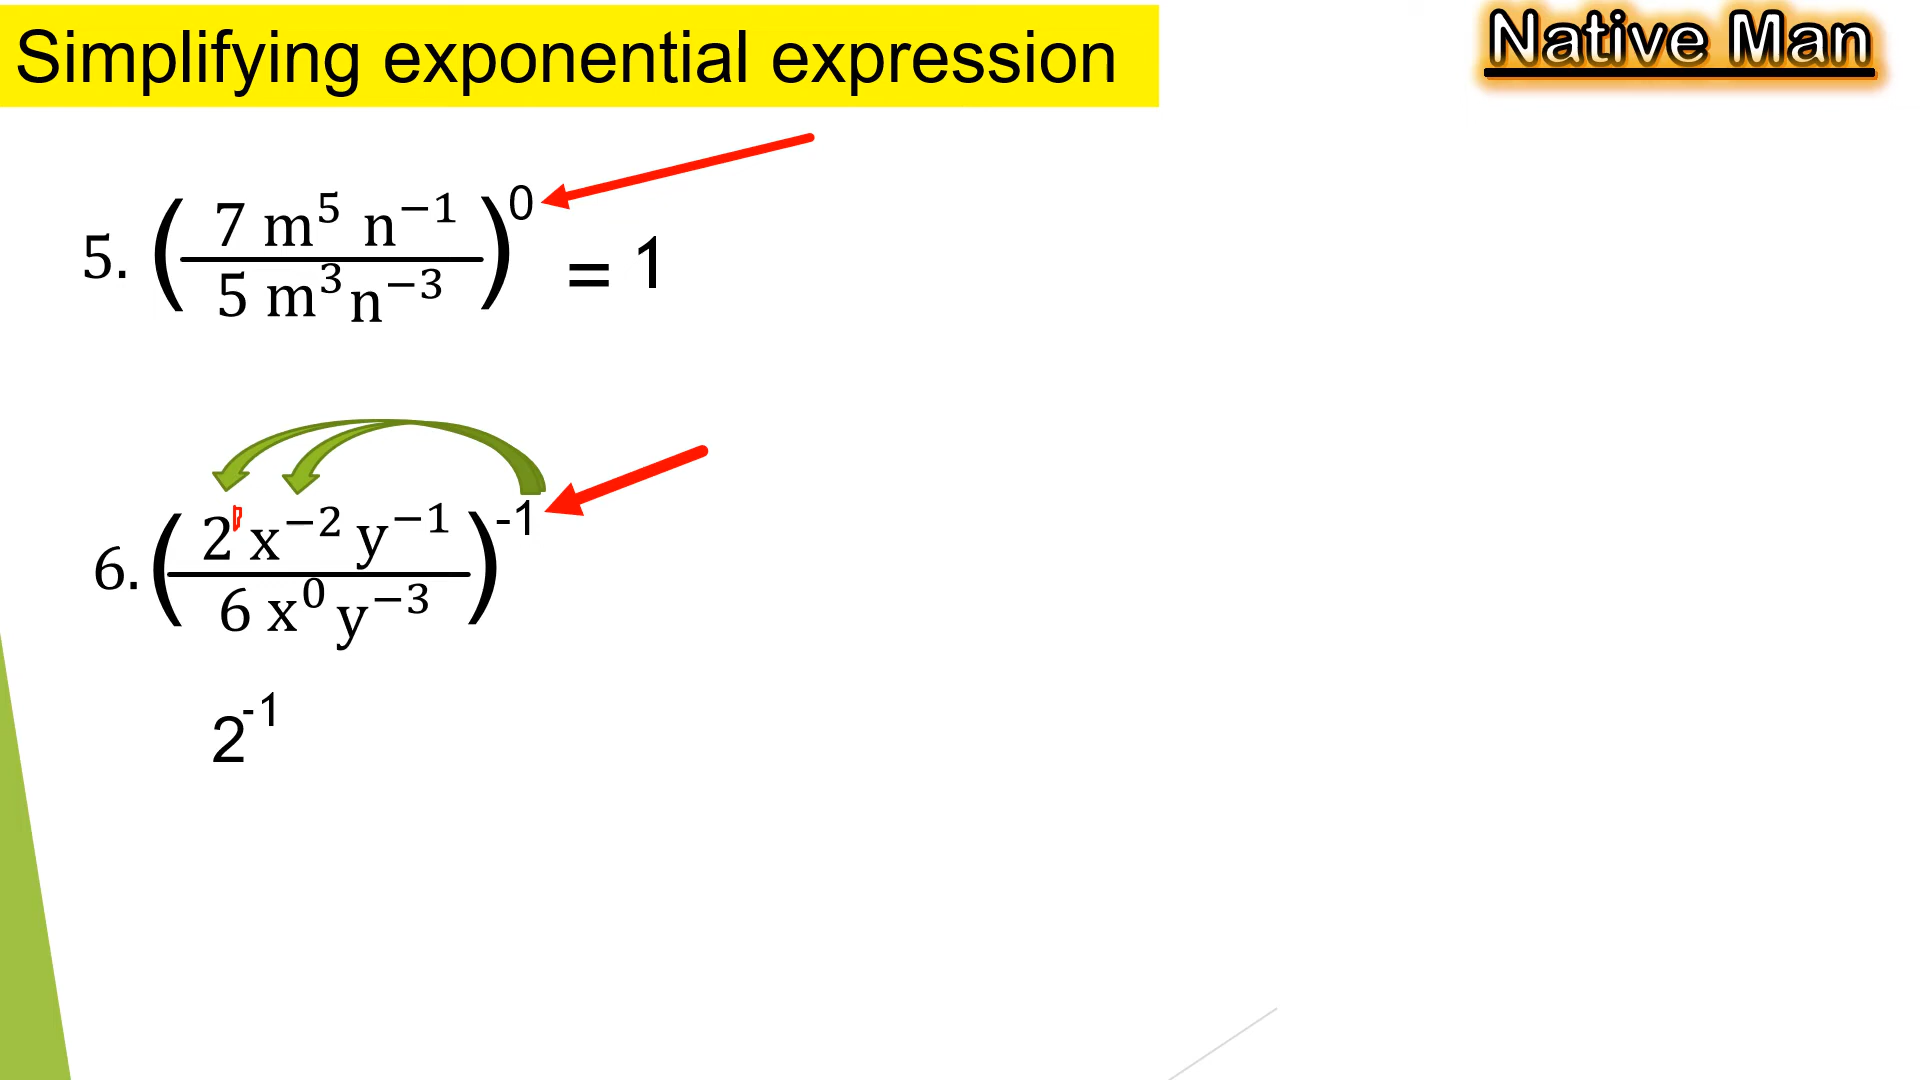 Simplifying exponential expression
Native Man
5. (7 m⁵ n⁻¹ / 5 m³ n⁻³)⁰ = 1
6. (2 x⁻² y⁻¹ / 6 x⁰ y⁻³)⁻¹
2⁻¹